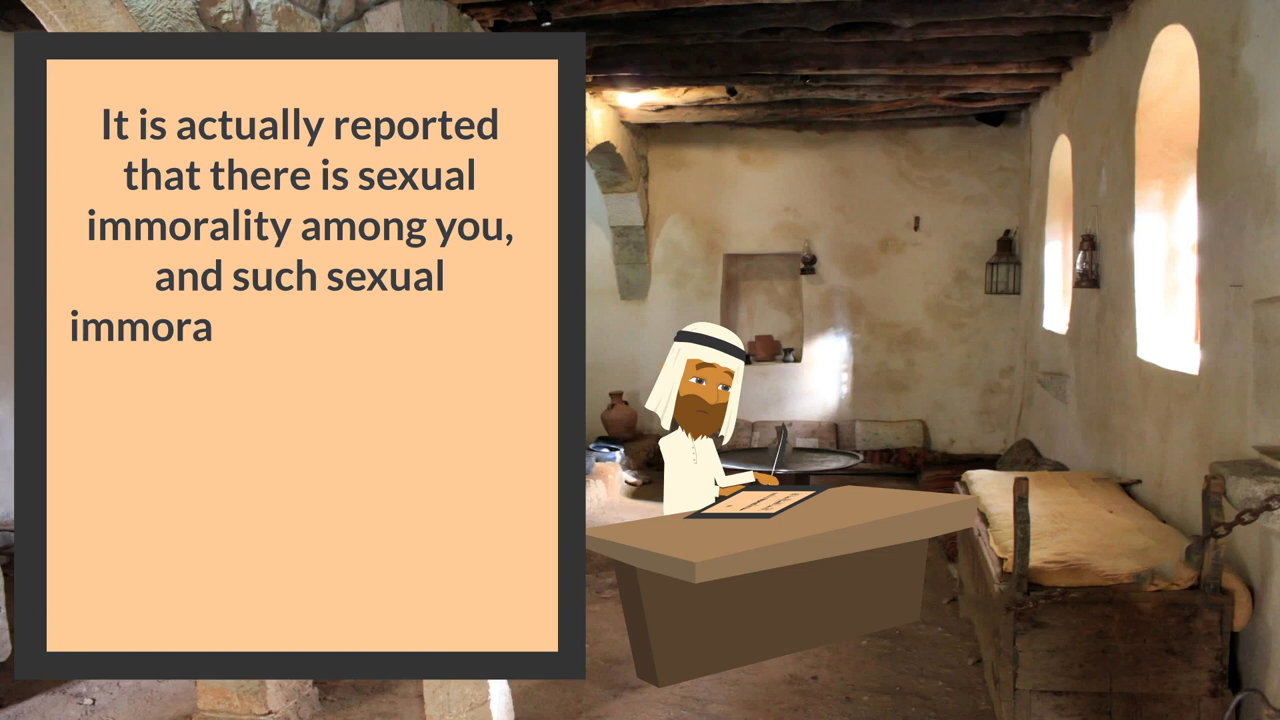 It is actually reported
that there is sexual
immorality among you,
and such sexual
immora